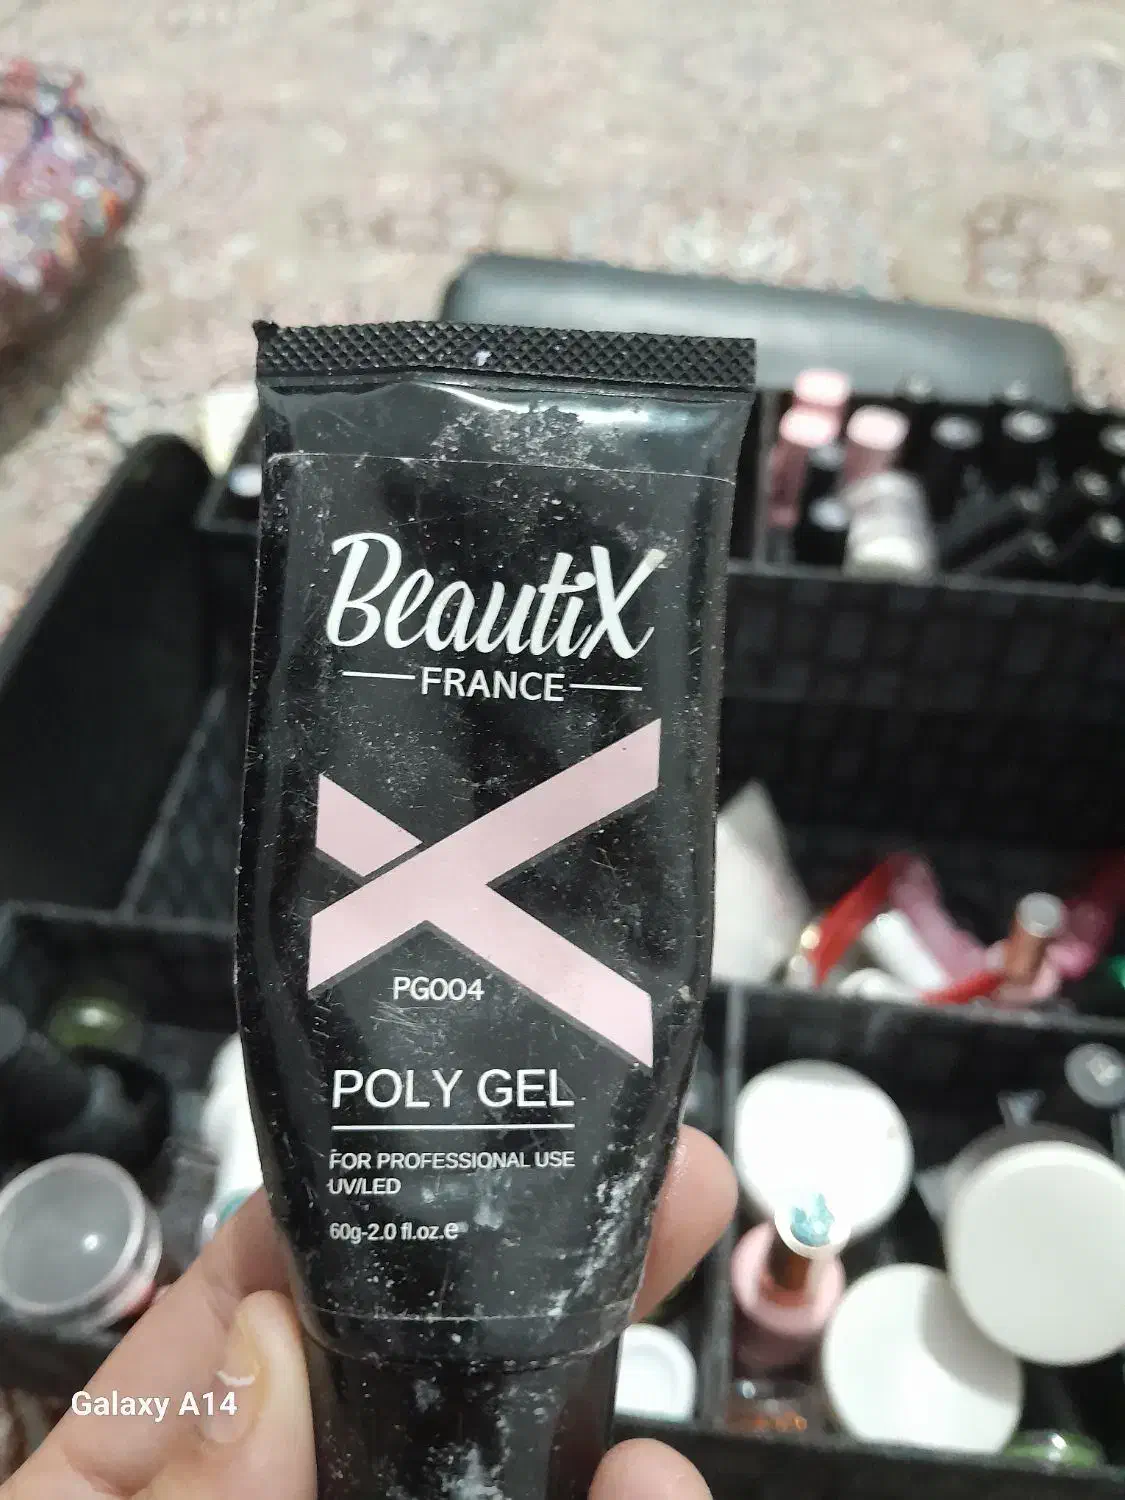 BeautiX
FRANCE
PG004
POLY GEL
FOR PROFESSIONAL USE
UV/LED
60g-2.0 fl.oz.e
Galaxy A14